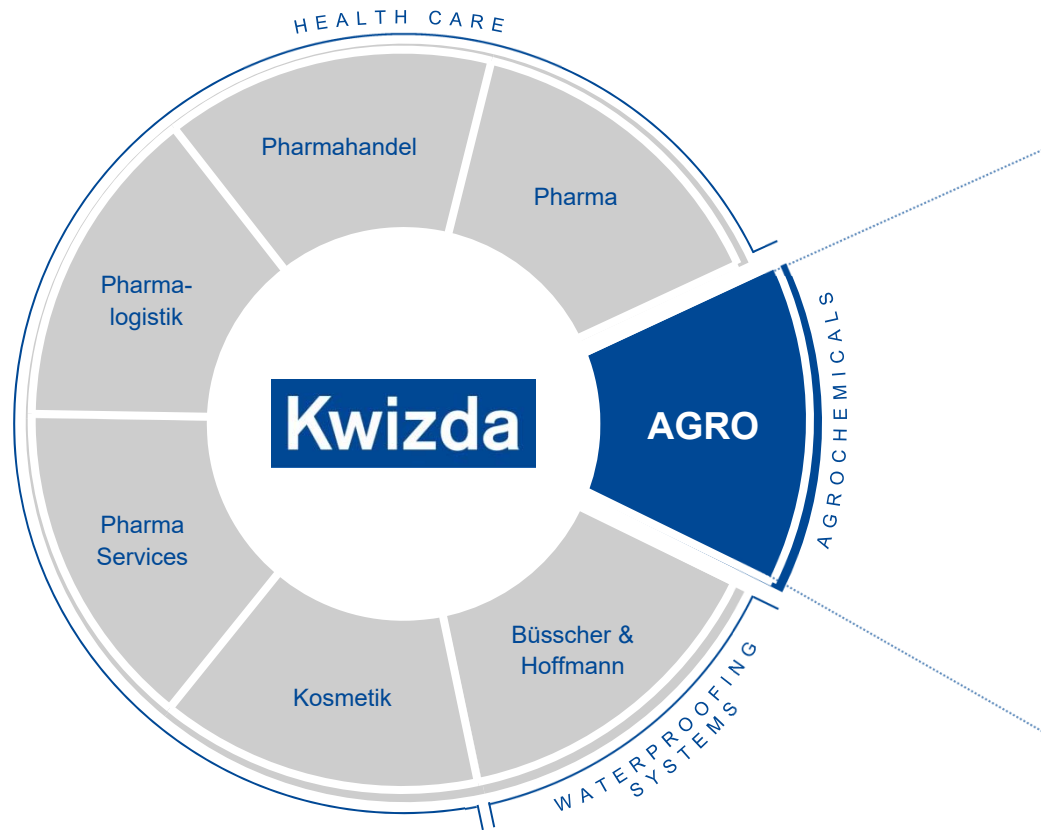 HEALTH CARE
Pharmahandel
Pharma
Pharma-
logistik
AGROCHEMICALS
Kwizda
AGRO
Pharma
Services
Büsscher &
Hoffmann
Kosmetik
WATERPROOFING
SYSTEMS